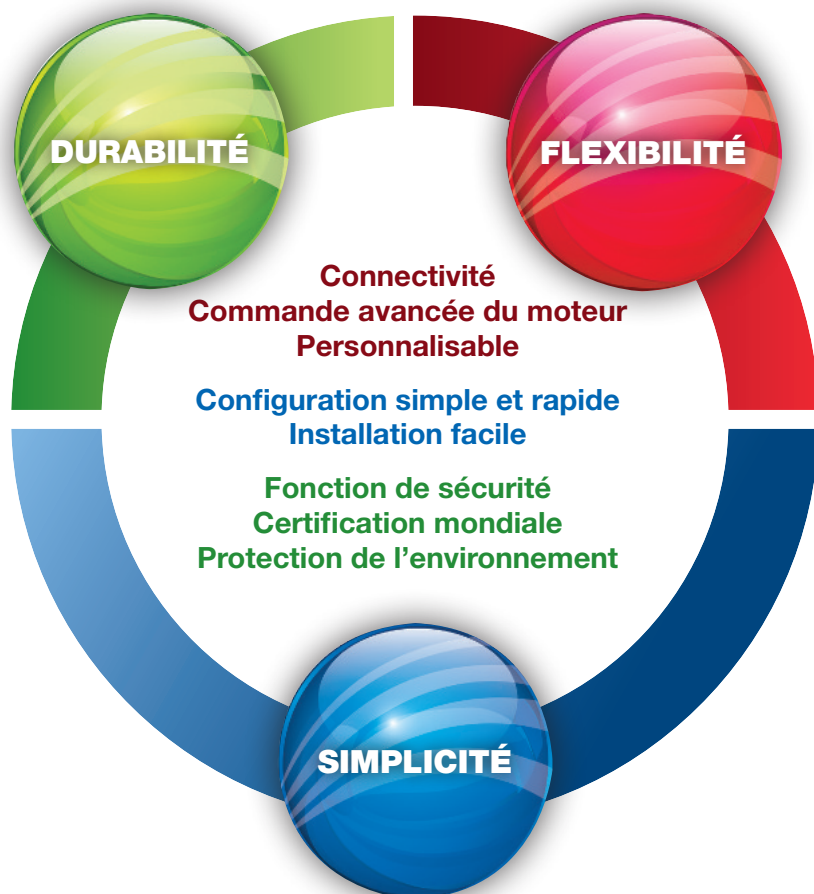 DURABILITÉ
FLEXIBILITÉ
Connectivité
Commande avancée du moteur
Personnalisable
Configuration simple et rapide
Installation facile
Fonction de sécurité
Certification mondiale
Protection de l’environnement
SIMPLICITÉ